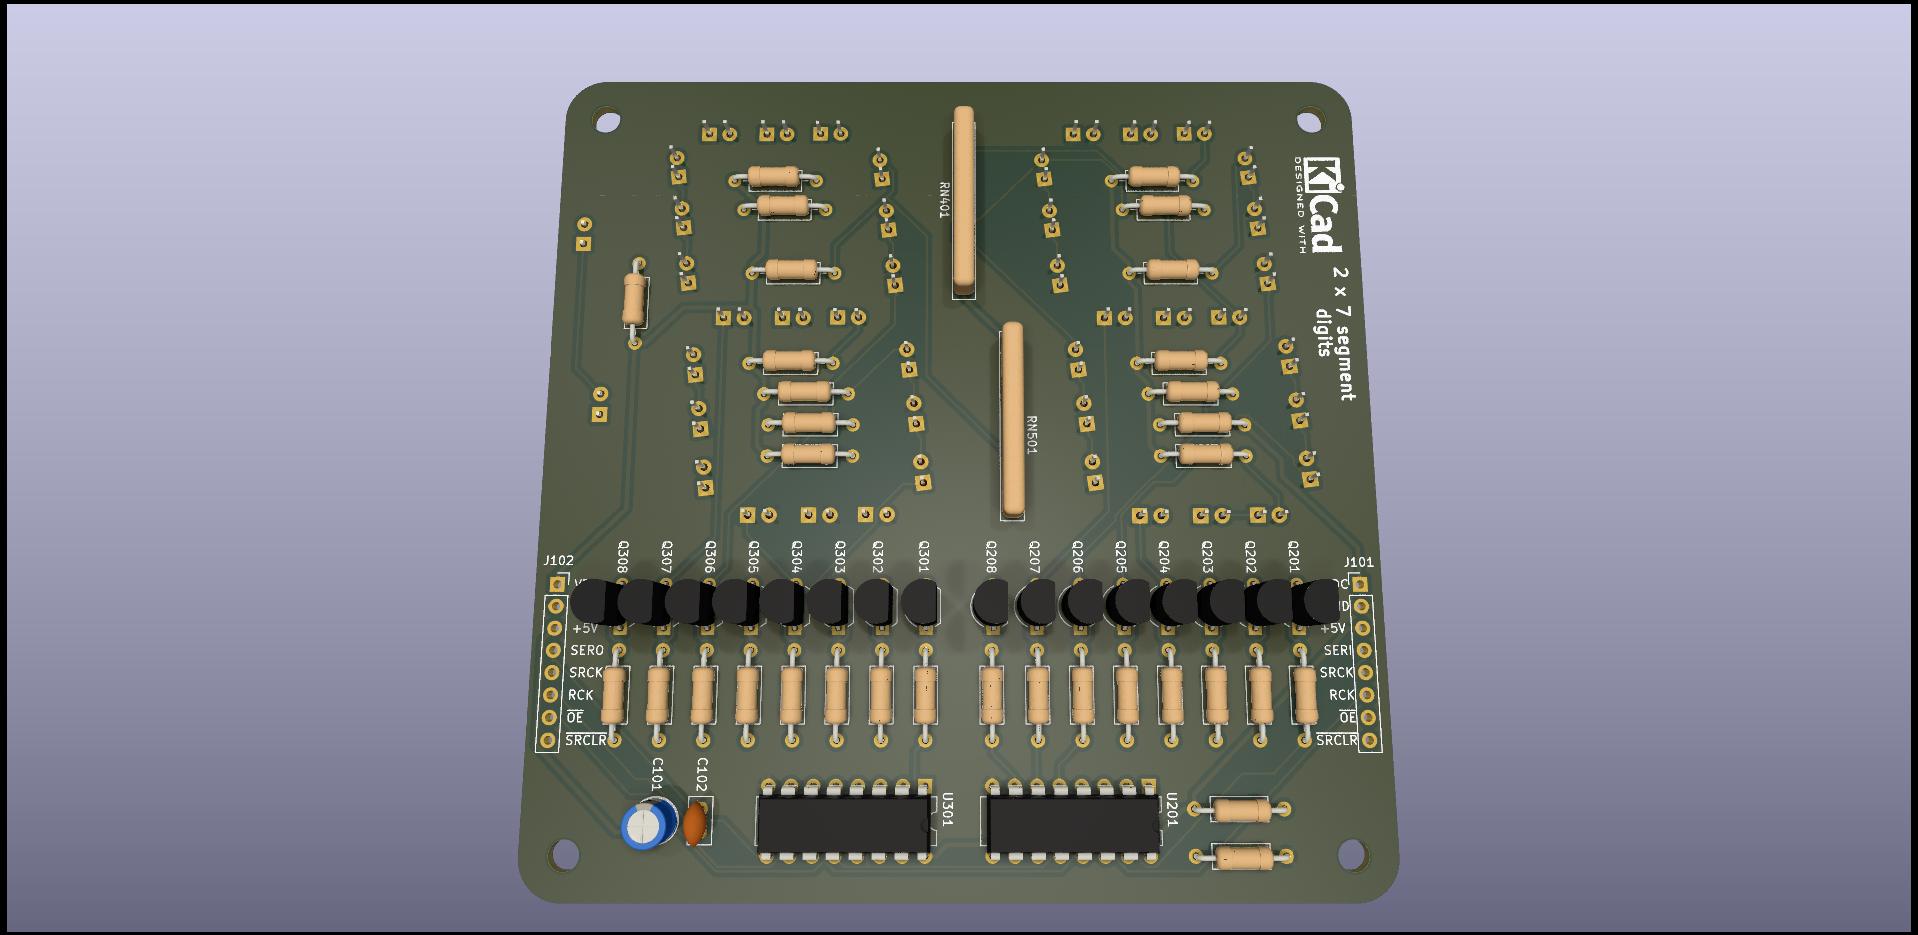 KiCad
DESIGNED WITH
2 x 7 segment
digits
RN401
RN501
J102
Q308
Q307
Q306
Q305
Q304
Q303
Q302
Q301
Q208
Q207
Q206
Q205
Q204
Q203
Q202
Q201
J101
+5V
SERO
SRCK
RCK
OE
SRCLR
+5V
SERI
SRCK
RCK
OE
SRCLR
C101
C102
U301
U201